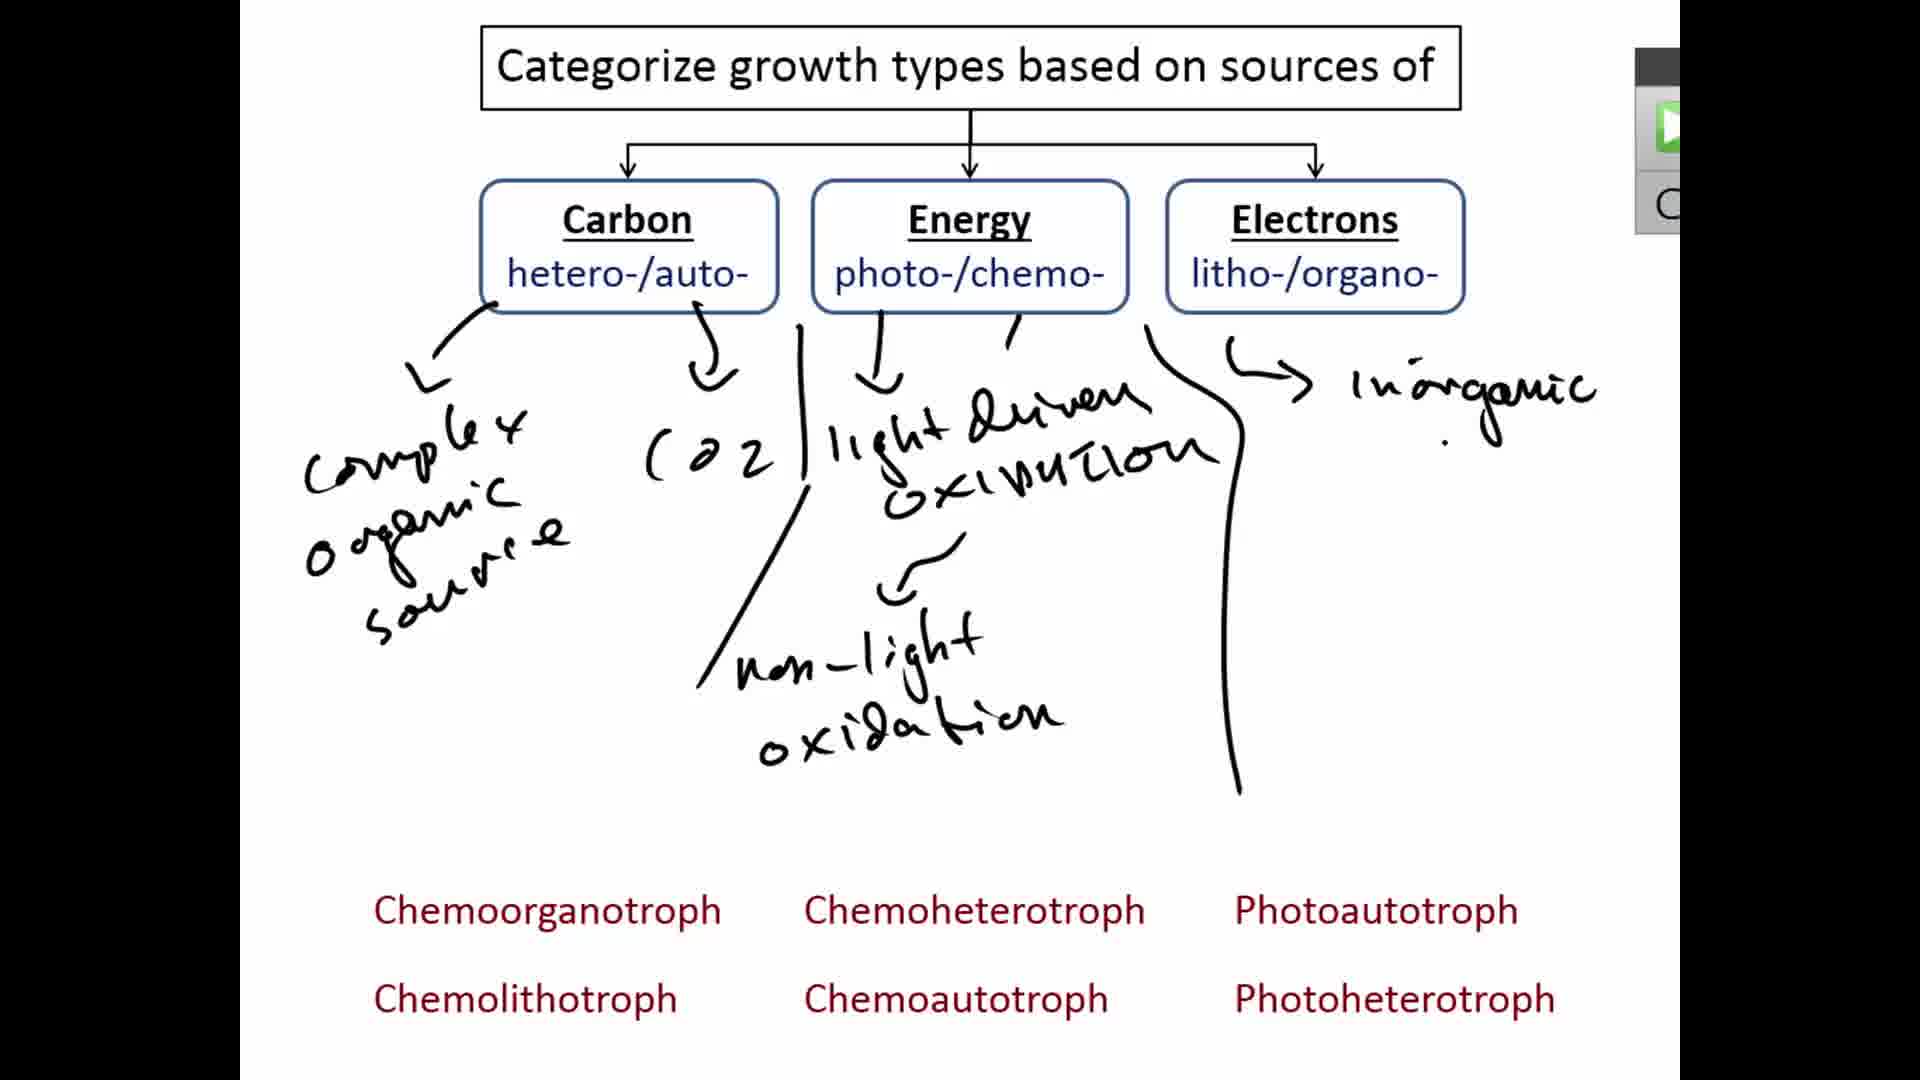 Categorize growth types based on sources of
Carbon
hetero-/auto-
Energy
photo-/chemo-
Electrons
litho-/organo-
complex
organic
source
CO2
light driven
oxidation
non-light
oxidation
inorganic
Chemoorganotroph
Chemoheterotroph
Photoautotroph
Chemolithotroph
Chemoautotroph
Photoheterotroph